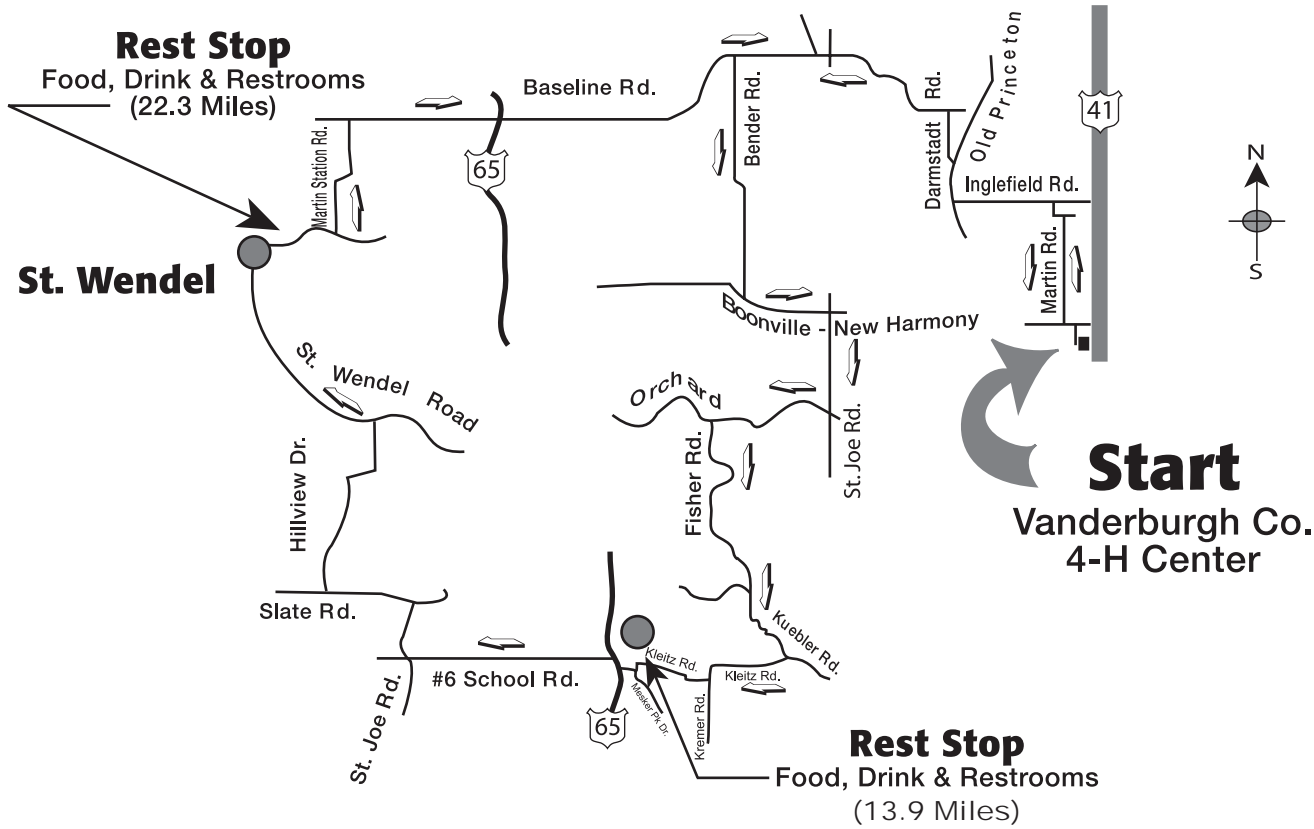 Rest Stop
Food, Drink & Restrooms
(22.3 Miles)
Baseline Rd.
65
Martin Station Rd.
Bender Rd.
Darmstadt Rd.
Old Princeton
41
Inglefield Rd.
Martin Rd.
N
S
St. Wendel
Boonville - New Harmony
St. Wendel Road
Orchard
St. Joe Rd.
Hillview Dr.
Fisher Rd.
Start
Vanderburgh Co.
4-H Center
Slate Rd.
Kuebler Rd.
#6 School Rd.
Kleitz Rd.
Kleitz Rd.
Mesker Pk Dr.
Kremer Rd.
St. Joe Rd.
65
Rest Stop
Food, Drink & Restrooms
(13.9 Miles)